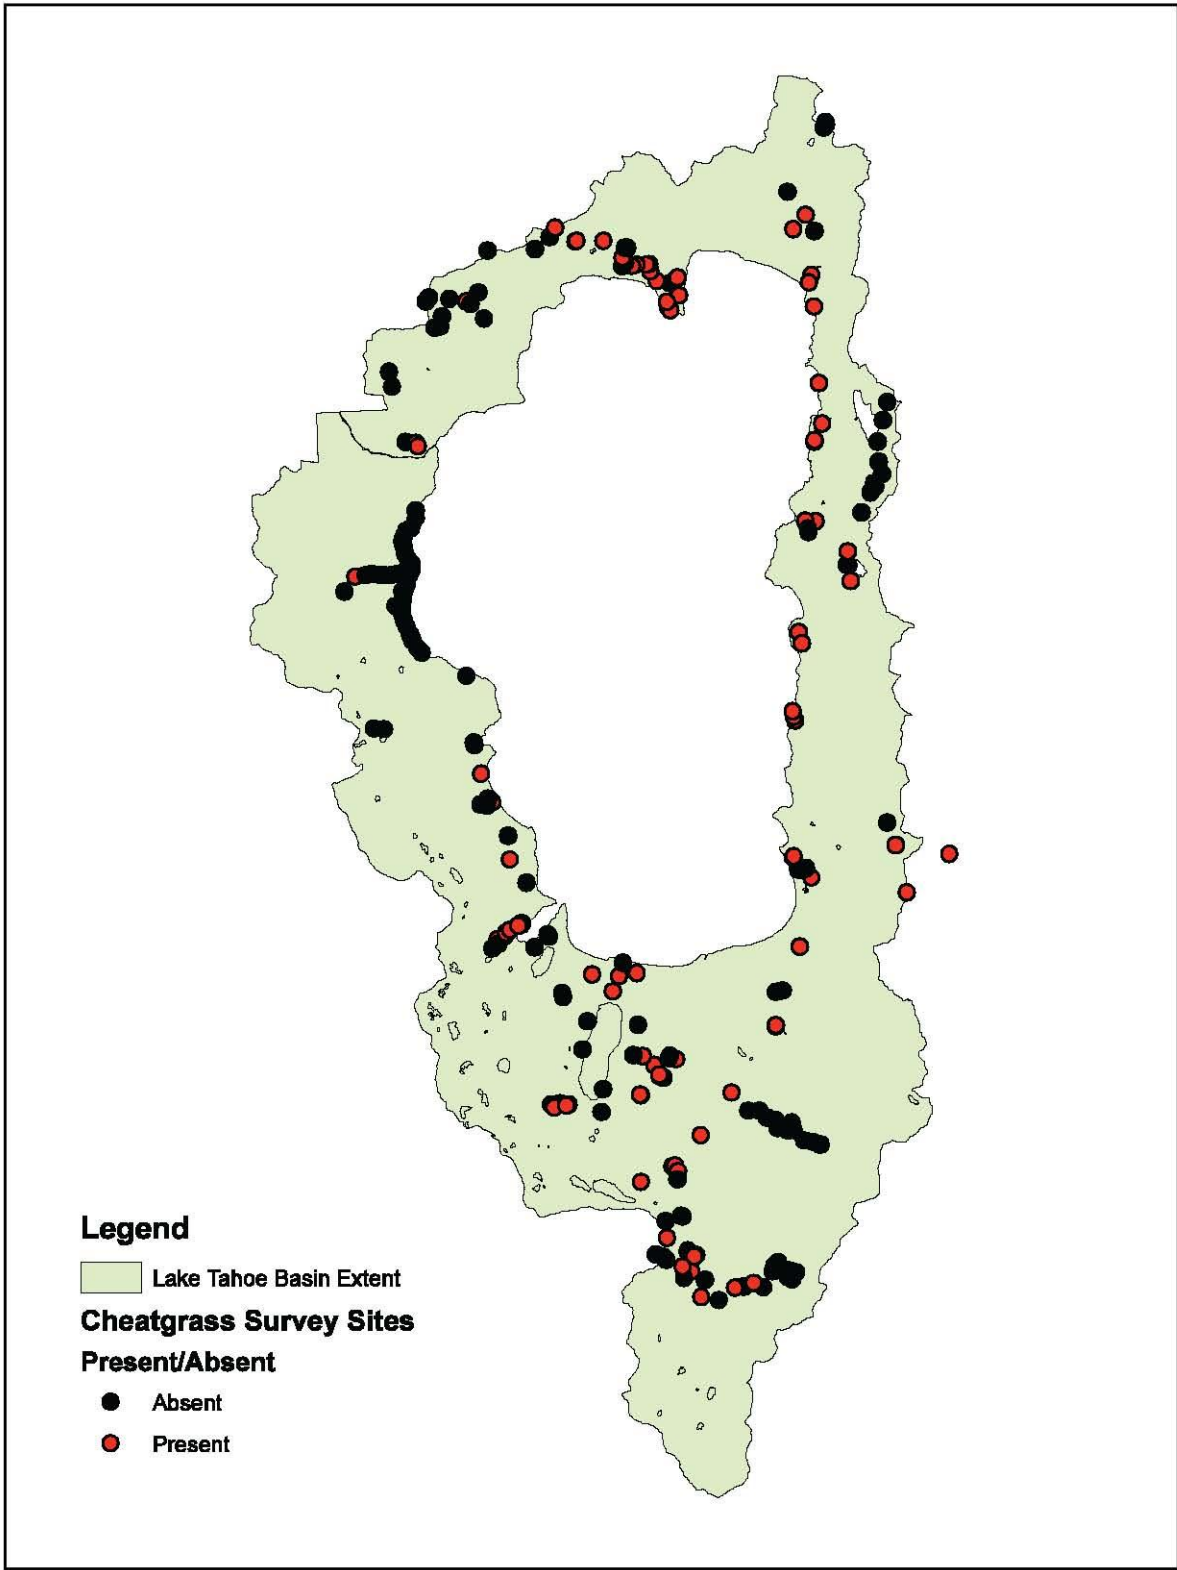 Legend
Lake Tahoe Basin Extent
Cheatgrass Survey Sites
Present/Absent
Absent
Present